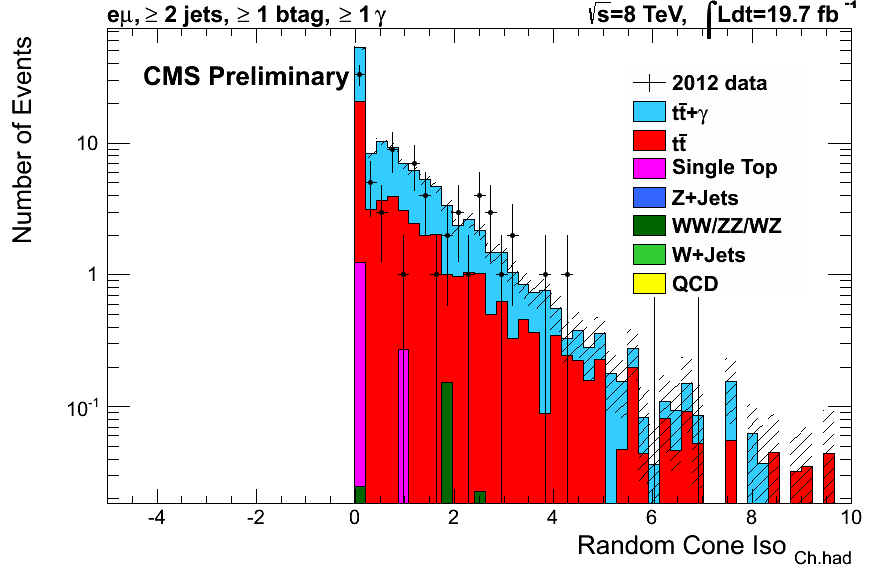 eμ, ≥ 2 jets, ≥ 1 btag, ≥ 1 γ √s=8 TeV, ∫Ldt=19.7 fb⁻¹
CMS Preliminary
Number of Events
10
1
10⁻¹
2012 data
tt̄+γ
tt̄
Single Top
Z+Jets
WW/ZZ/WZ
W+Jets
QCD
-4 -2 0 2 4 6 8 10
Random Cone Iso Ch.had